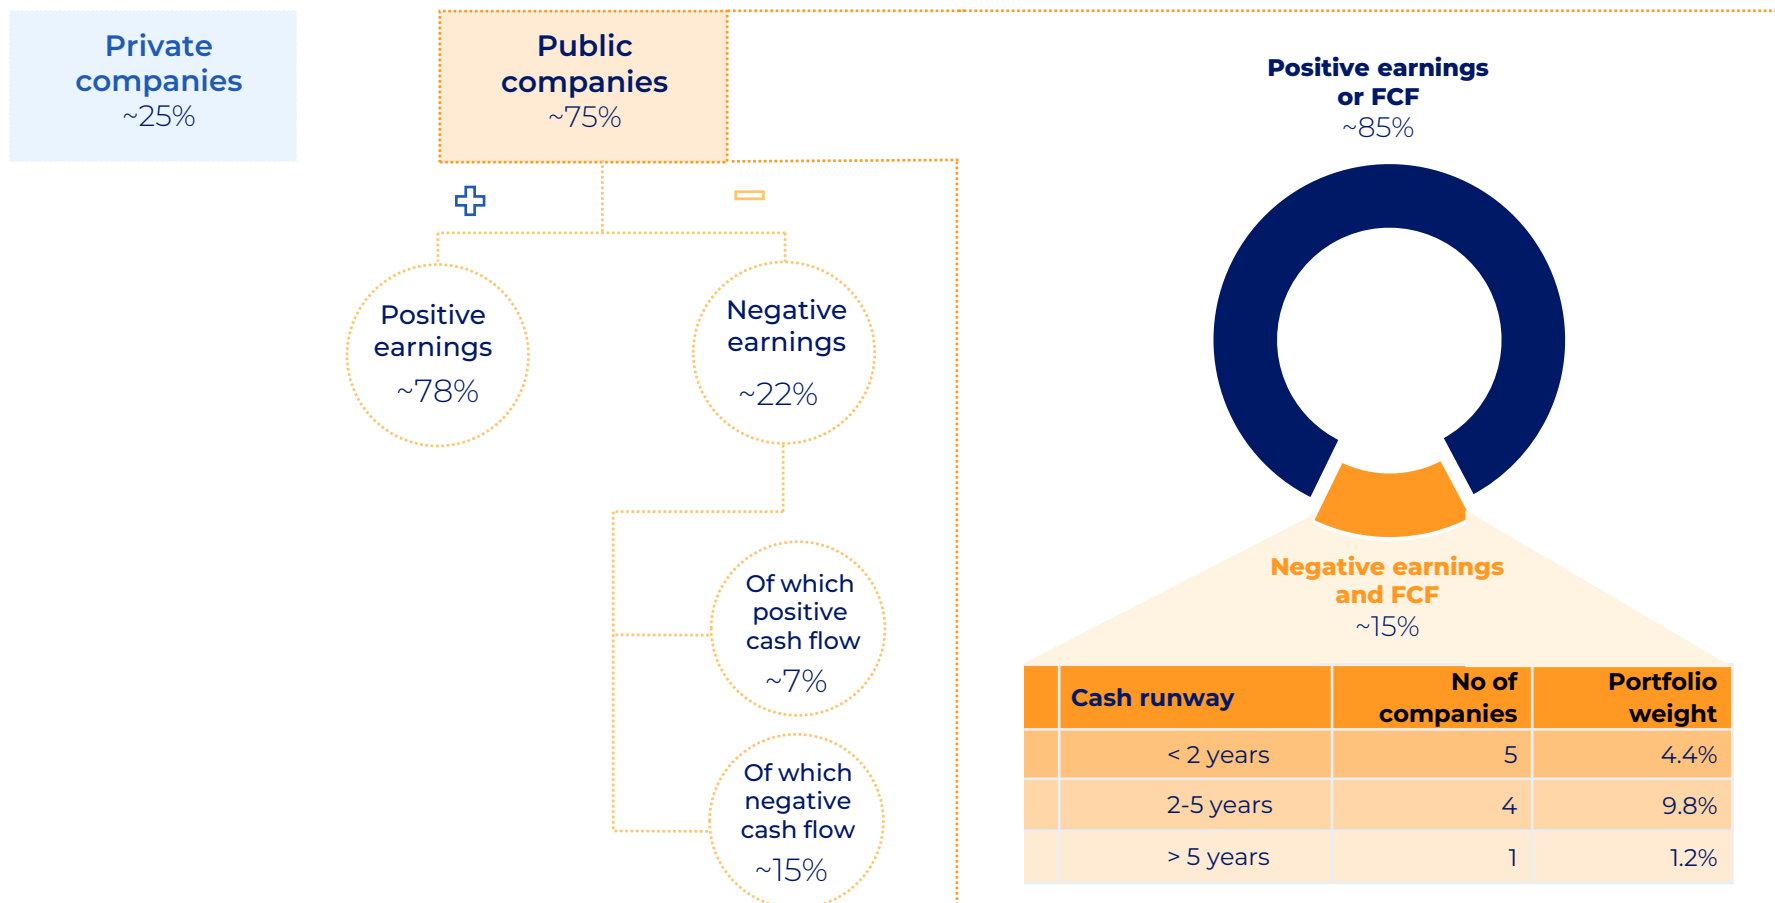 Private
companies
~25%
Public
companies
~75%
Positive
earnings
~78%
Negative
earnings
~22%
Of which
positive
cash flow
~7%
Of which
negative
cash flow
~15%
Positive earnings
or FCF
~85%
Negative earnings
and FCF
~15%
Cash runway No of companies Portfolio weight
< 2 years 5 4.4%
2-5 years 4 9.8%
> 5 years 1 1.2%